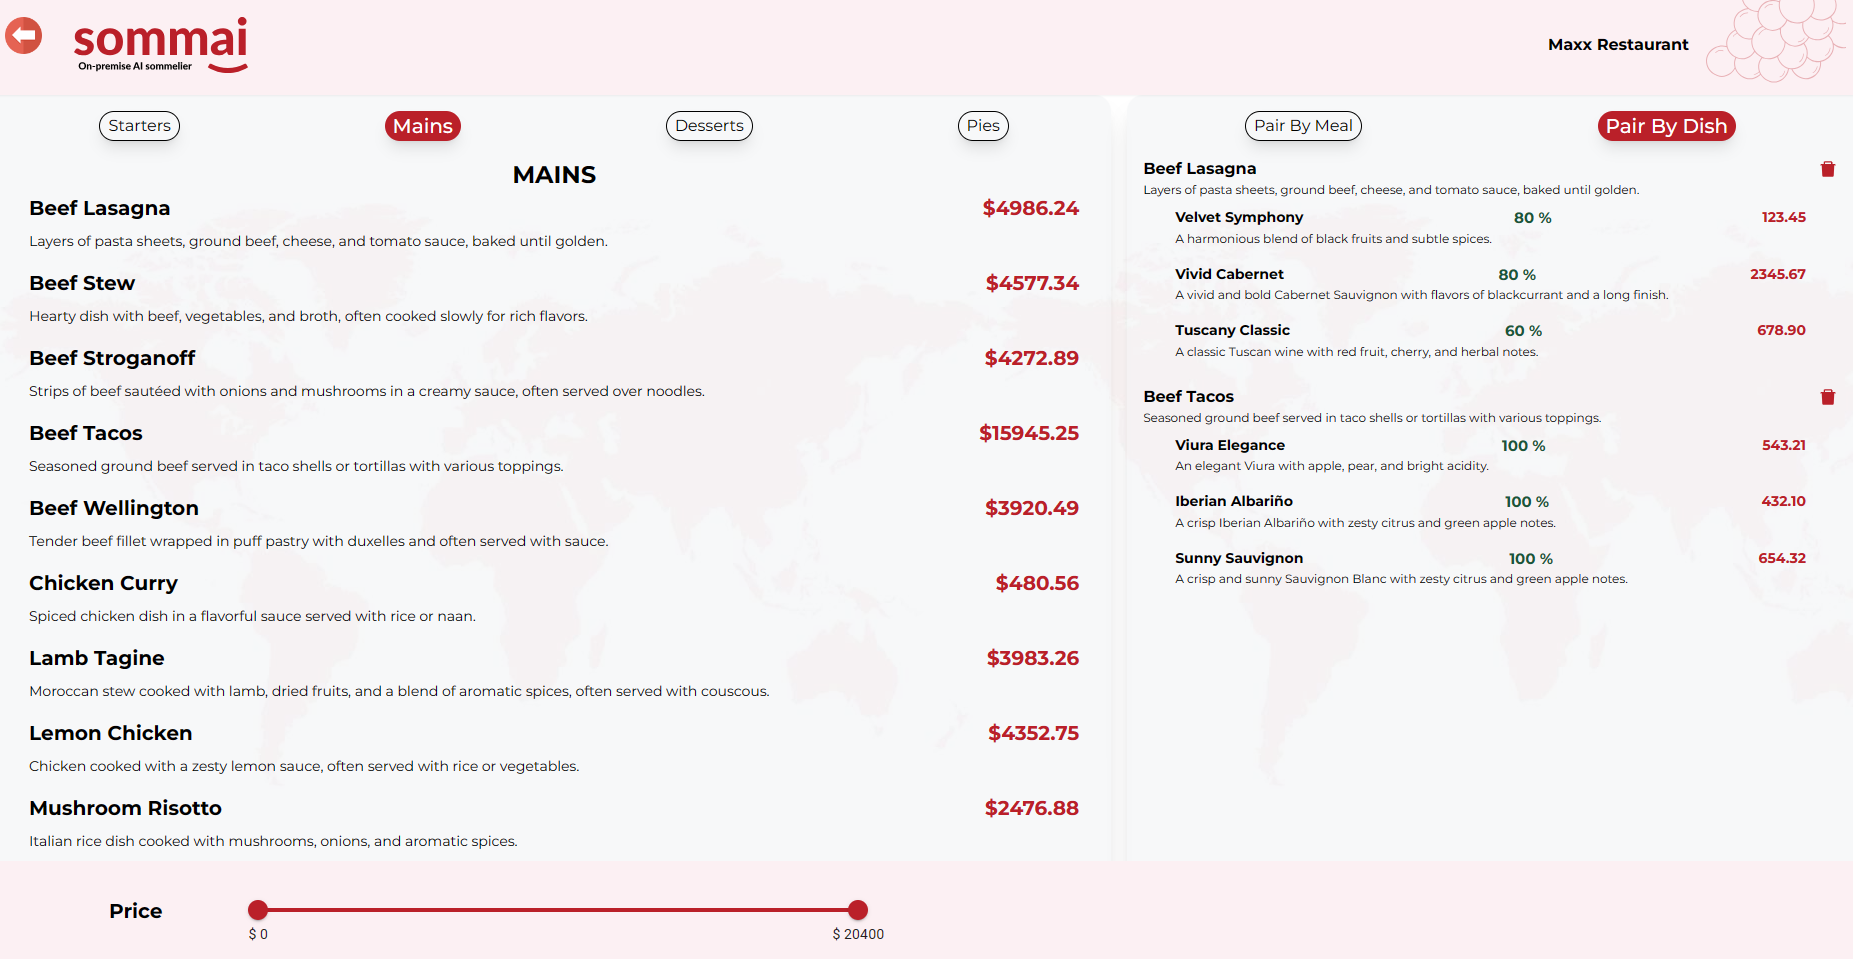 sommai
On-premise AI sommelier
Maxx Restaurant
Starters
Mains
Desserts
Pies
MAINS
Beef Lasagna $4986.24
Layers of pasta sheets, ground beef, cheese, and tomato sauce, baked until golden.
Beef Stew $4577.34
Hearty dish with beef, vegetables, and broth, often cooked slowly for rich flavors.
Beef Stroganoff $4272.89
Strips of beef sautéed with onions and mushrooms in a creamy sauce, often served over noodles.
Beef Tacos $15945.25
Seasoned ground beef served in taco shells or tortillas with various toppings.
Beef Wellington $3920.49
Tender beef fillet wrapped in puff pastry with duxelles and often served with sauce.
Chicken Curry $480.56
Spiced chicken dish in a flavorful sauce served with rice or naan.
Lamb Tagine $3983.26
Moroccan stew cooked with lamb, dried fruits, and a blend of aromatic spices, often served with couscous.
Lemon Chicken $4352.75
Chicken cooked with a zesty lemon sauce, often served with rice or vegetables.
Mushroom Risotto $2476.88
Italian rice dish cooked with mushrooms, onions, and aromatic spices.
Pair By Meal
Pair By Dish
Beef Lasagna
Layers of pasta sheets, ground beef, cheese, and tomato sauce, baked until golden.
Velvet Symphony 80 % 123.45
A harmonious blend of black fruits and subtle spices.
Vivid Cabernet 80 % 2345.67
A vivid and bold Cabernet Sauvignon with flavors of blackcurrant and a long finish.
Tuscany Classic 60 % 678.90
A classic Tuscan wine with red fruit, cherry, and herbal notes.
Beef Tacos
Seasoned ground beef served in taco shells or tortillas with various toppings.
Viura Elegance 100 % 543.21
An elegant Viura with apple, pear, and bright acidity.
Iberian Albariño 100 % 432.10
A crisp Iberian Albariño with zesty citrus and green apple notes.
Sunny Sauvignon 100 % 654.32
A crisp and sunny Sauvignon Blanc with zesty citrus and green apple notes.
Price
$ 0
$ 20400